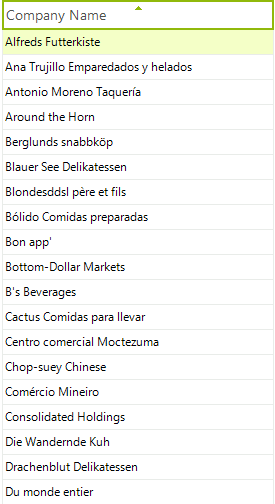 Company Name
Alfreds Futterkiste
Ana Trujillo Emparedados y helados
Antonio Moreno Taquería
Around the Horn
Berglunds snabbköp
Blauer See Delikatessen
Blondesddsl père et fils
Bólido Comidas preparadas
Bon app'
Bottom-Dollar Markets
B's Beverages
Cactus Comidas para llevar
Centro comercial Moctezuma
Chop-suey Chinese
Comércio Mineiro
Consolidated Holdings
Die Wandernde Kuh
Drachenblut Delikatessen
Du monde entier